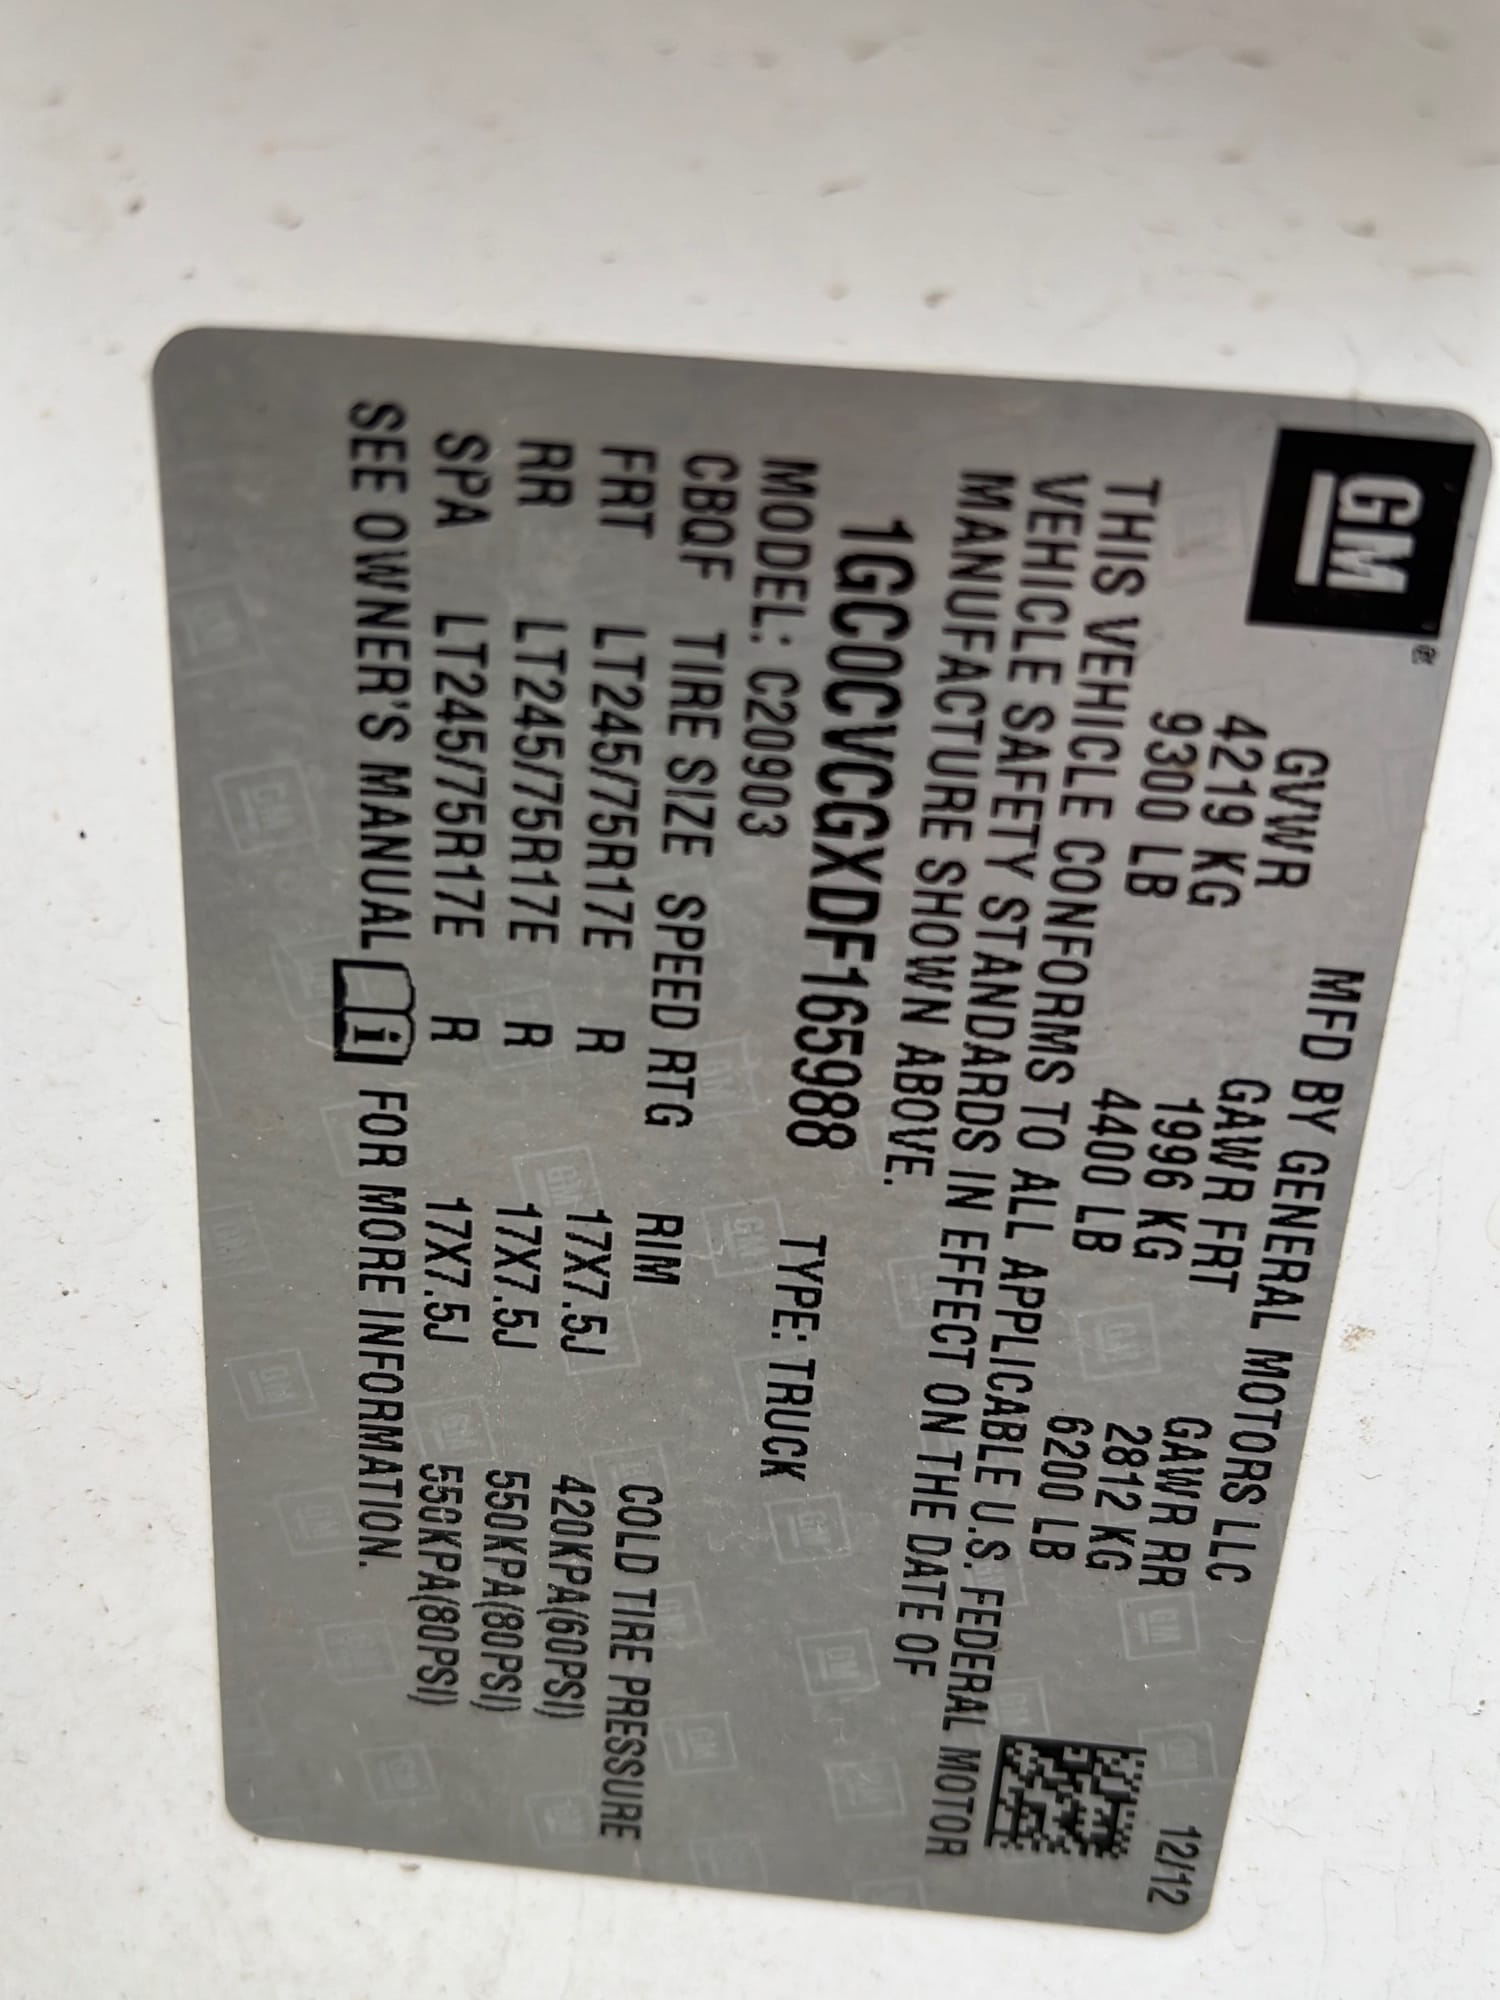 GM
MFD BY GENERAL MOTORS LLC 12/12
GVWR GAWR FRT GAWR RR
4219 KG 1996 KG 2812 KG
9300 LB 4400 LB 6200 LB
THIS VEHICLE CONFORMS TO ALL APPLICABLE U.S. FEDERAL MOTOR
VEHICLE SAFETY STANDARDS IN EFFECT ON THE DATE OF
MANUFACTURE SHOWN ABOVE.
1GC0CVCGXDF165988 TYPE: TRUCK
MODEL: C20903
CBQF TIRE SIZE SPEED RTG RIM COLD TIRE PRESSURE
FRT LT245/75R17E R 17X7.5J 420KPA(60PSI)
RR LT245/75R17E R 17X7.5J 550KPA(80PSI)
SPA LT245/75R17E R 17X7.5J 550KPA(80PSI)
SEE OWNER'S MANUAL i FOR MORE INFORMATION.